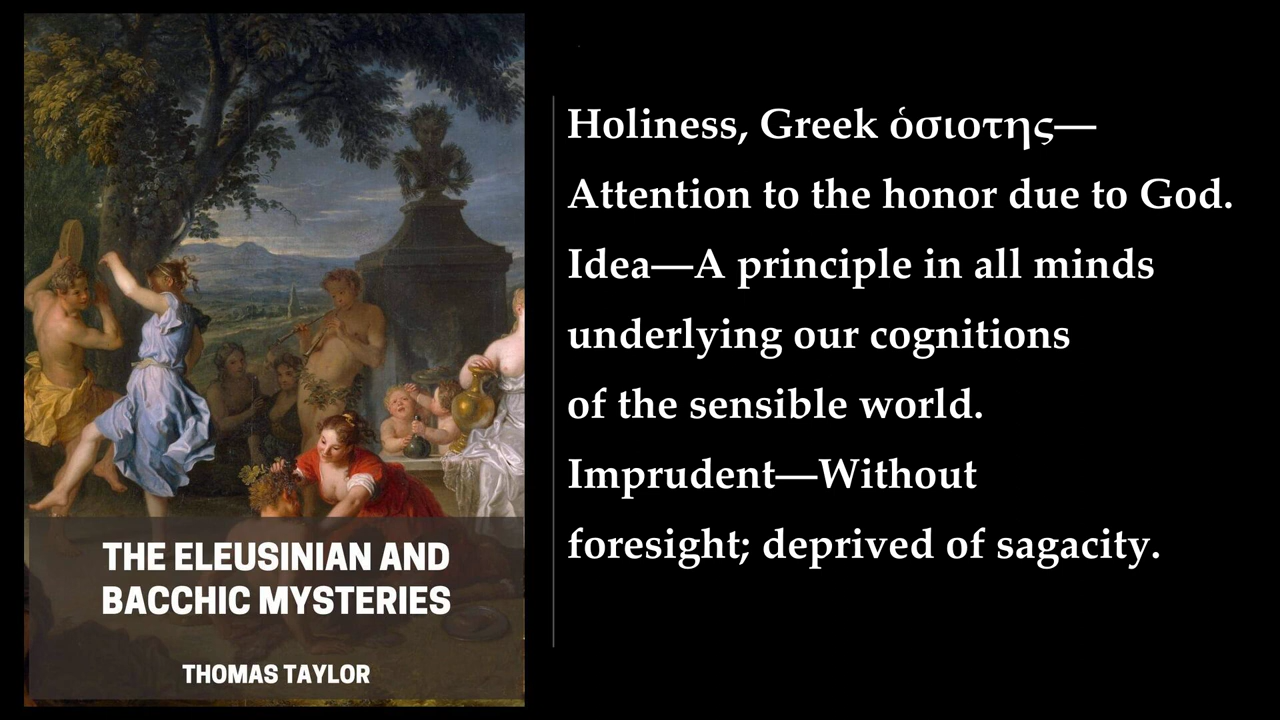 THE ELEUSINIAN AND
BACCHIC MYSTERIES
THOMAS TAYLOR
Holiness, Greek ὁσιοτης—
Attention to the honor due to God.
Idea—A principle in all minds
underlying our cognitions
of the sensible world.
Imprudent—Without
foresight; deprived of sagacity.